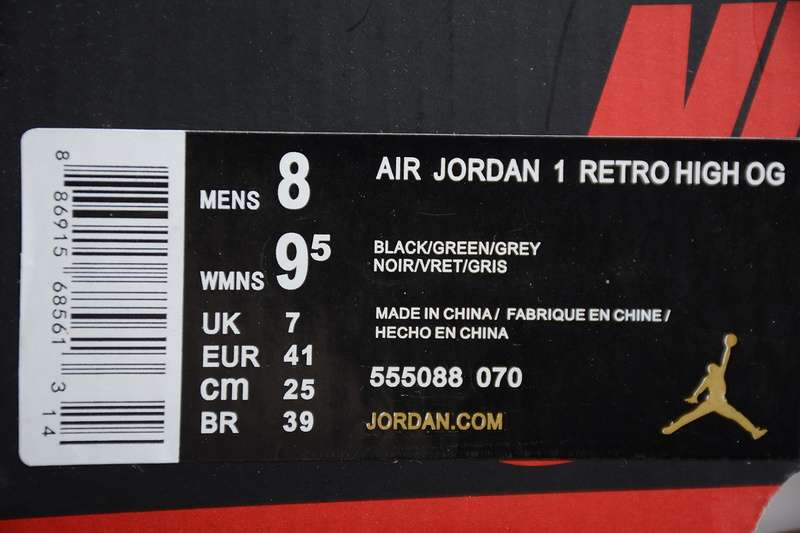 AIR JORDAN 1 RETRO HIGH OG
MENS 8
WMNS 9⁵
UK 7
EUR 41
cm 25
BR 39
BLACK/GREEN/GREY
NOIR/VRET/GRIS
MADE IN CHINA / FABRIQUE EN CHINE /
HECHO EN CHINA
555088 070
JORDAN.COM
8 86915 68561 3 14